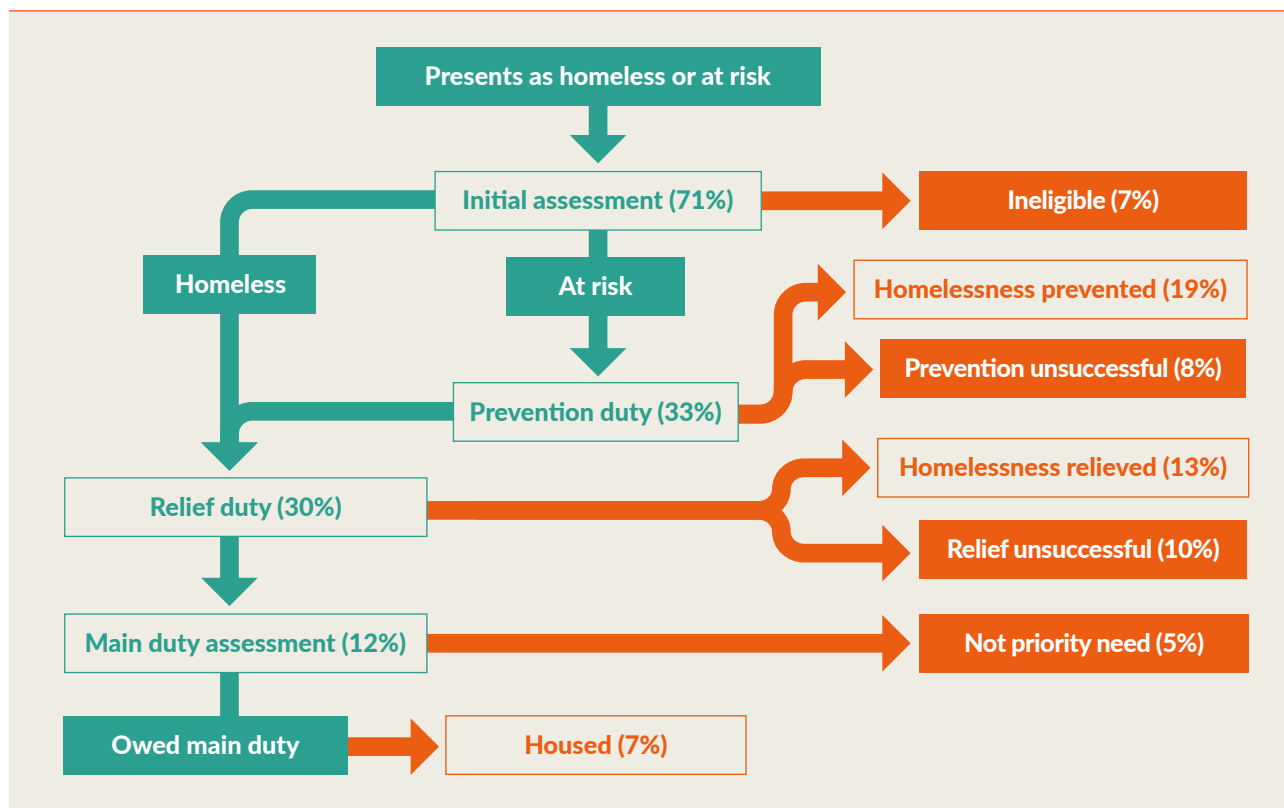 Presents as homeless or at risk
Initial assessment (71%)
Ineligible (7%)
Homeless
At risk
Homelessness prevented (19%)
Prevention unsuccessful (8%)
Prevention duty (33%)
Homelessness relieved (13%)
Relief duty (30%)
Relief unsuccessful (10%)
Main duty assessment (12%)
Not priority need (5%)
Owed main duty
Housed (7%)